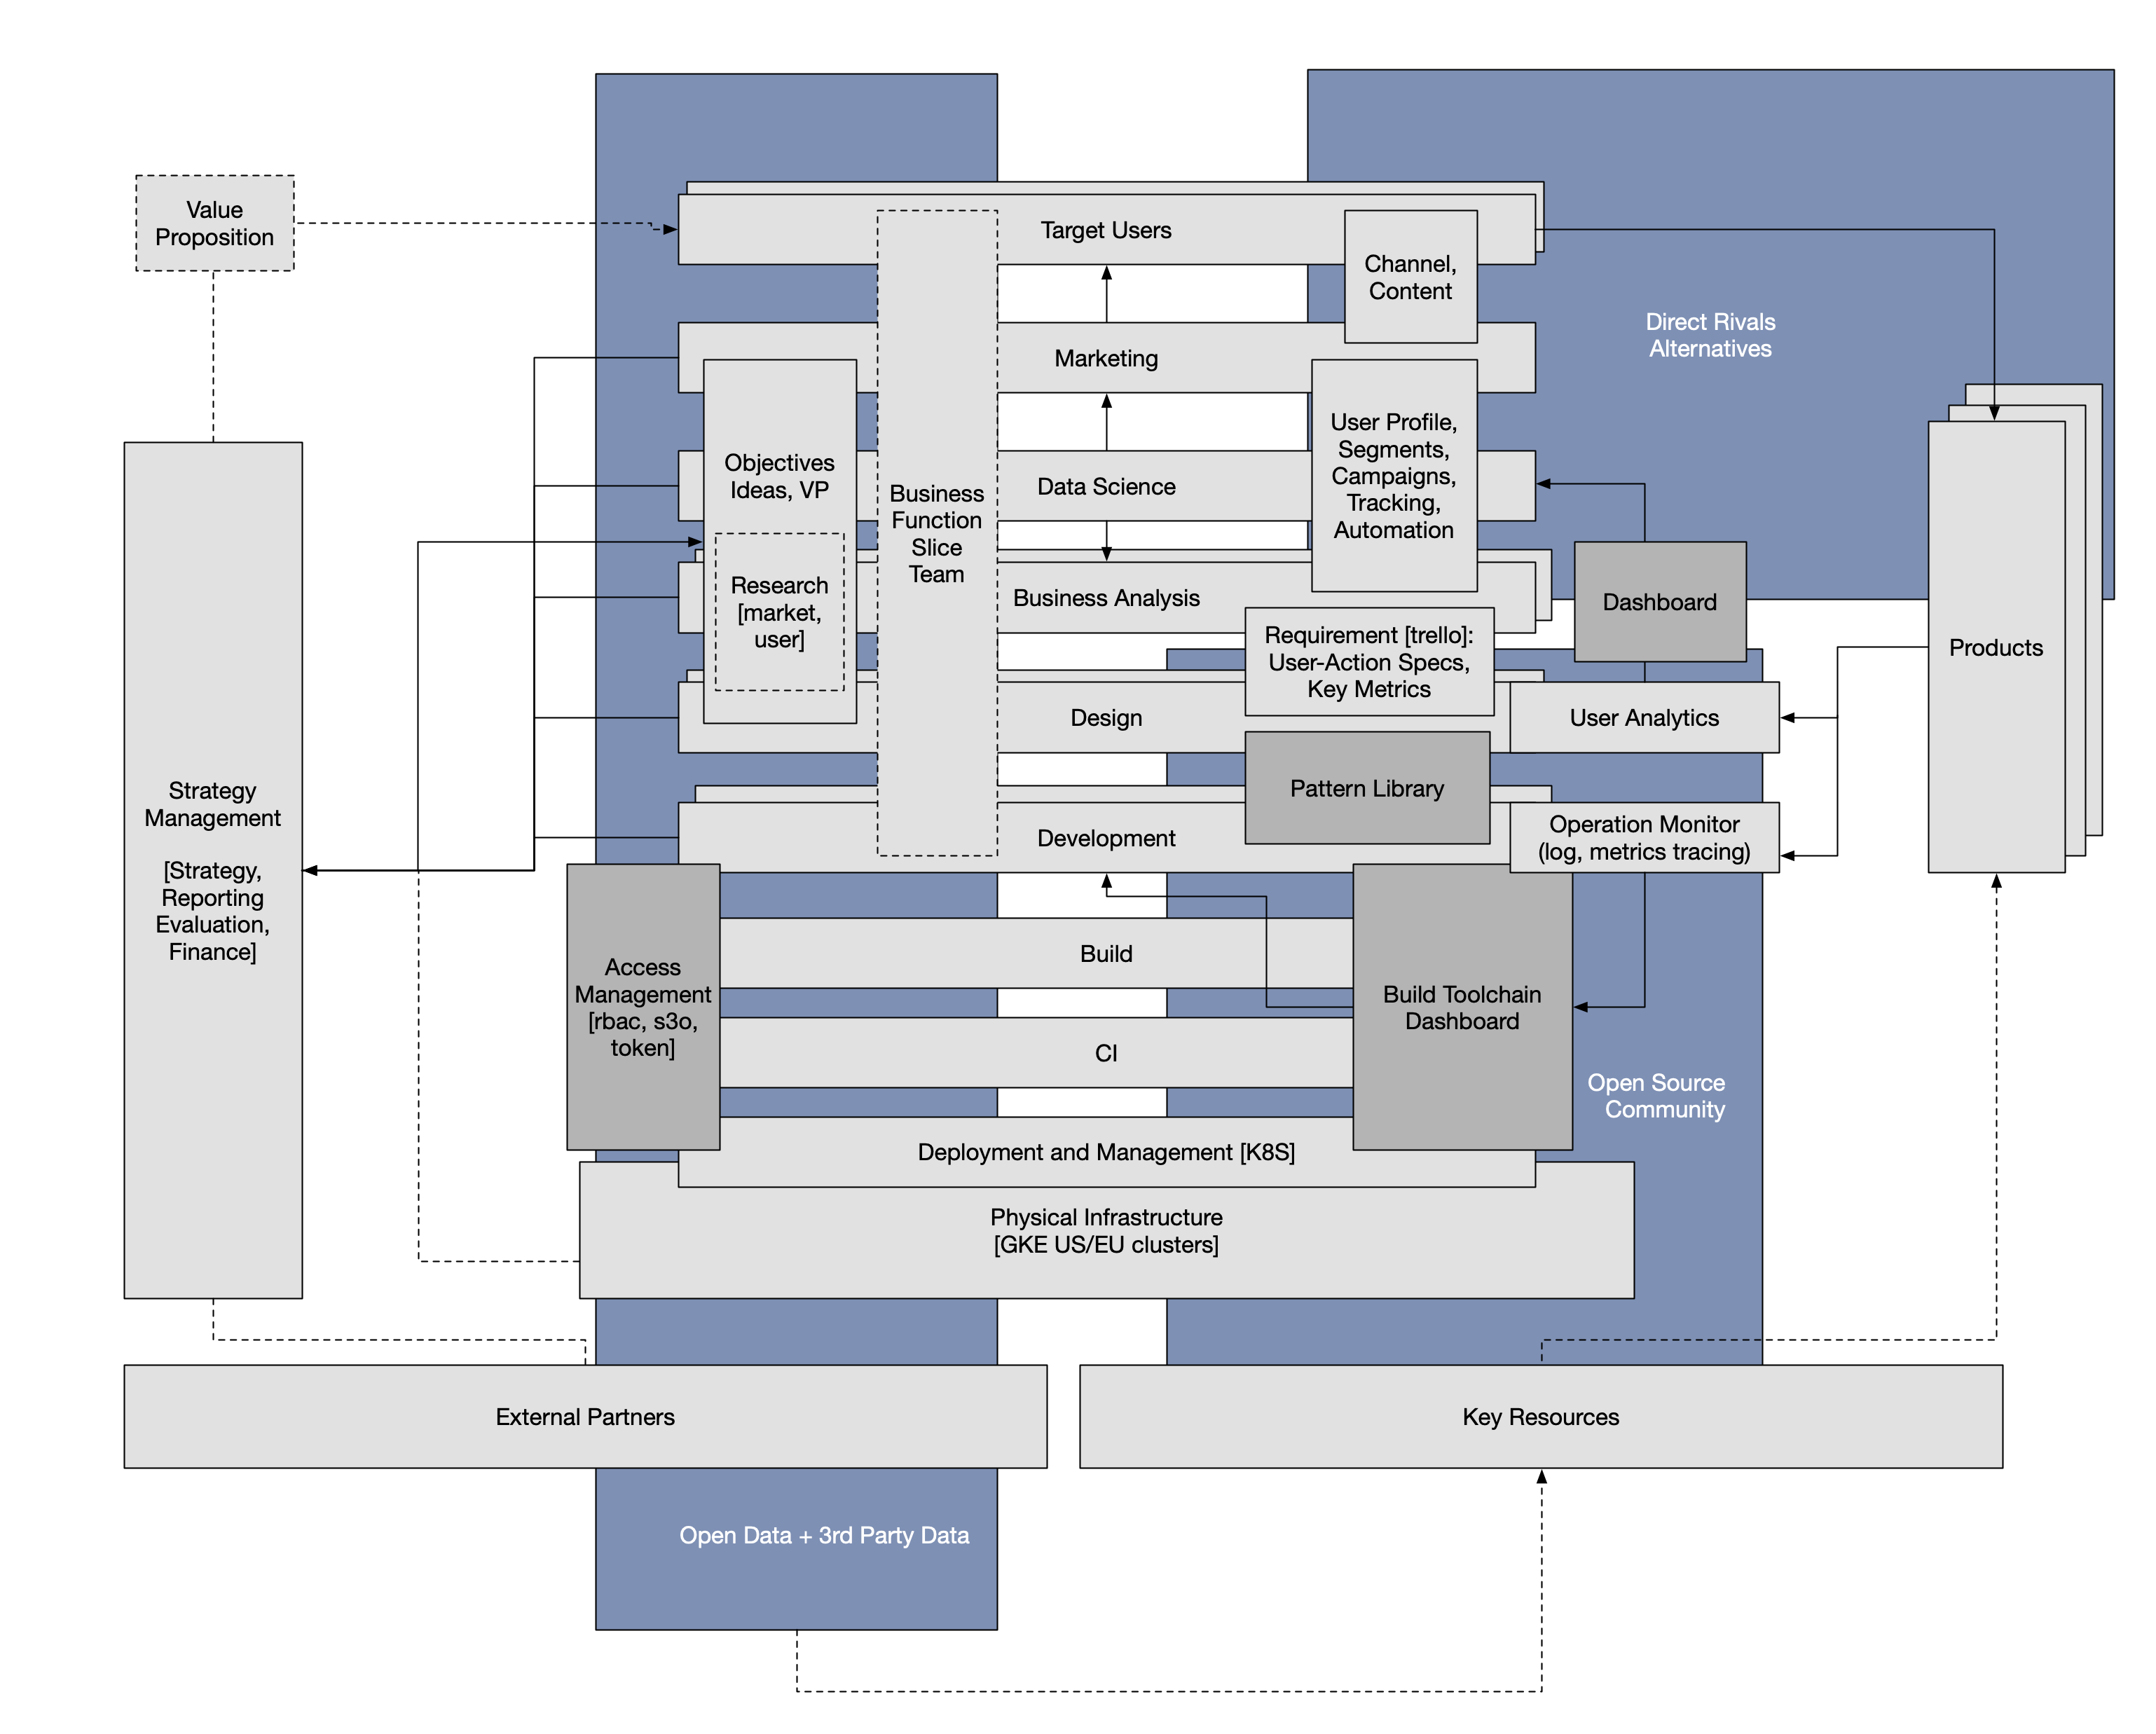 Value
Proposition
Target Users
Channel,
Content
Direct Rivals
Alternatives
Marketing
User Profile,
Segments,
Campaigns,
Tracking,
Automation
Objectives
Ideas, VP
Business
Function
Slice
Team
Data Science
Research
[market,
user]
Business Analysis
Dashboard
Requirement [trello]:
User-Action Specs,
Key Metrics
Products
Design
User Analytics
Strategy
Management
[Strategy,
Reporting
Evaluation,
Finance]
Pattern Library
Development
Operation Monitor
(log, metrics tracing)
Build
Access
Management
[rbac, s3o,
token]
Build Toolchain
Dashboard
CI
Open Source
Community
Deployment and Management [K8S]
Physical Infrastructure
[GKE US/EU clusters]
External Partners
Key Resources
Open Data + 3rd Party Data